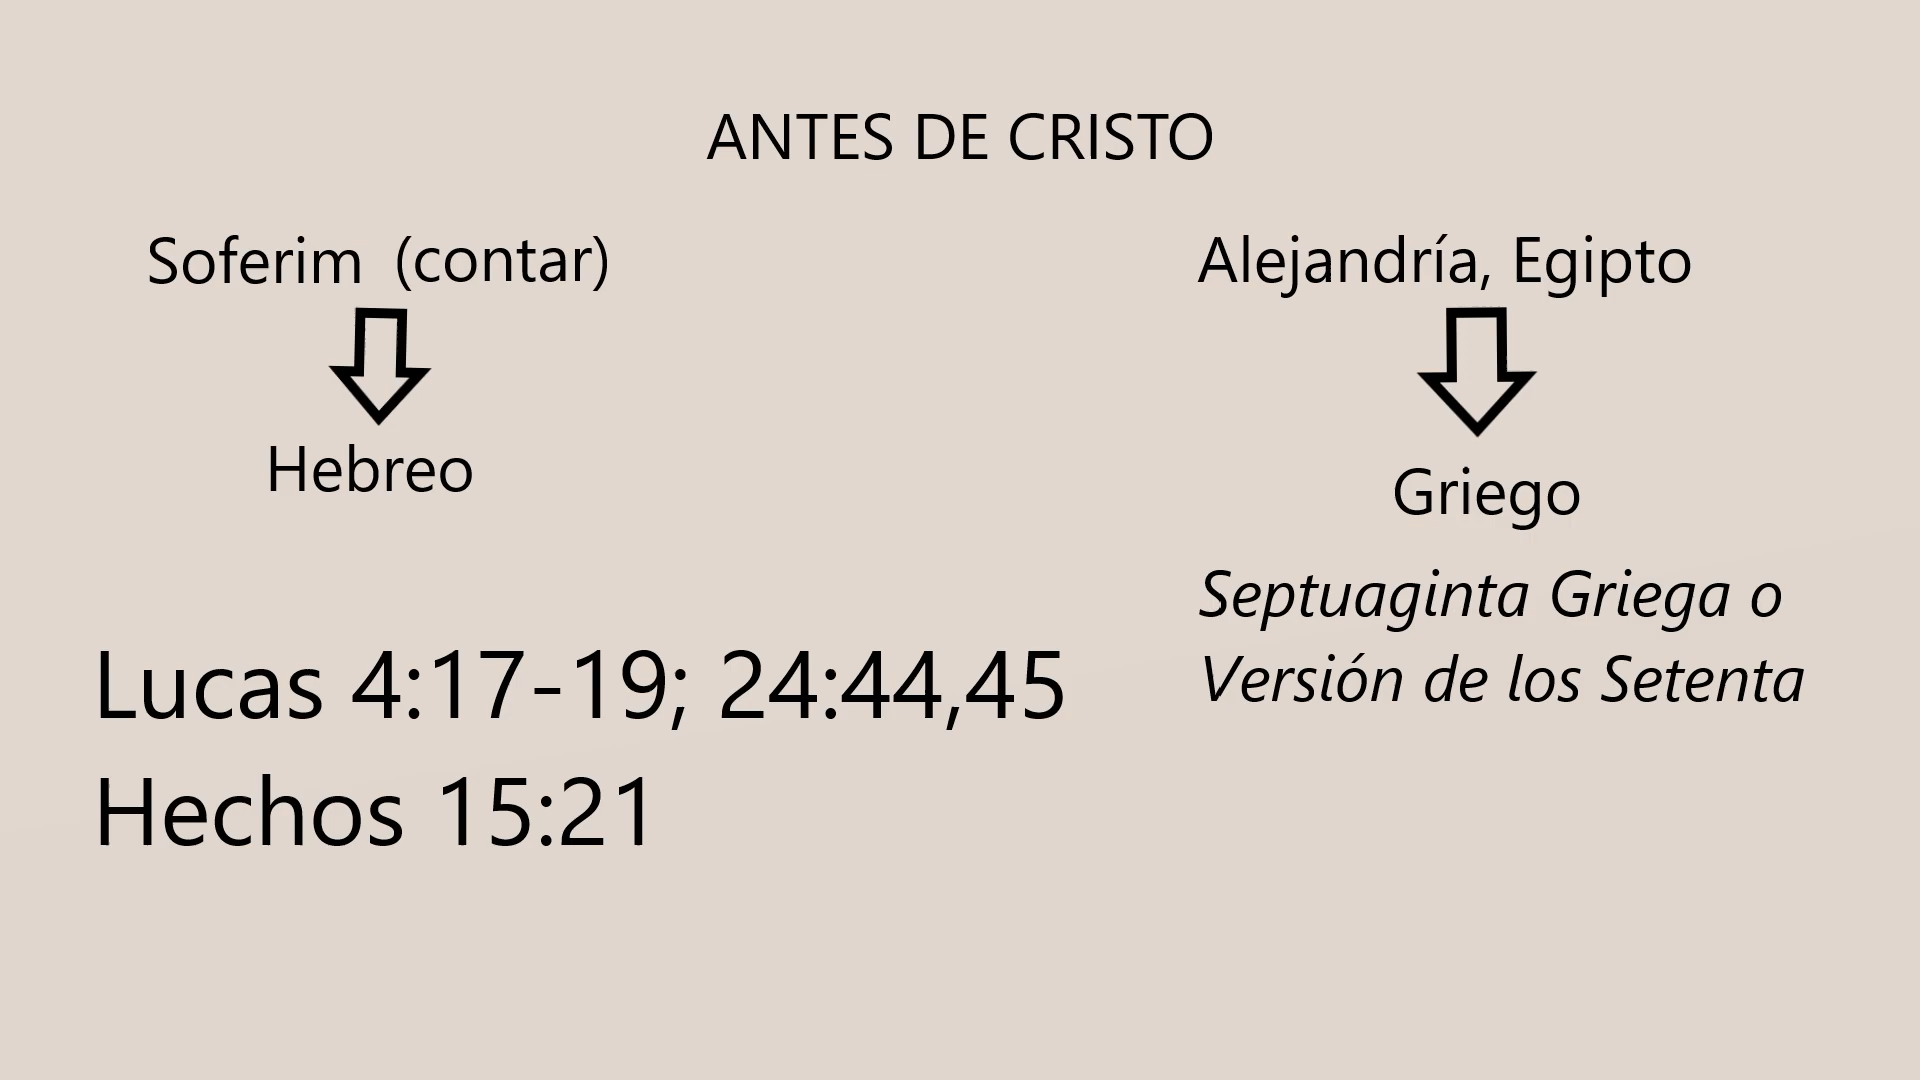 ANTES DE CRISTO
Soferim (contar)
Hebreo
Alejandría, Egipto
Griego
Septuaginta Griega o
Versión de los Setenta
Lucas 4:17-19; 24:44,45
Hechos 15:21